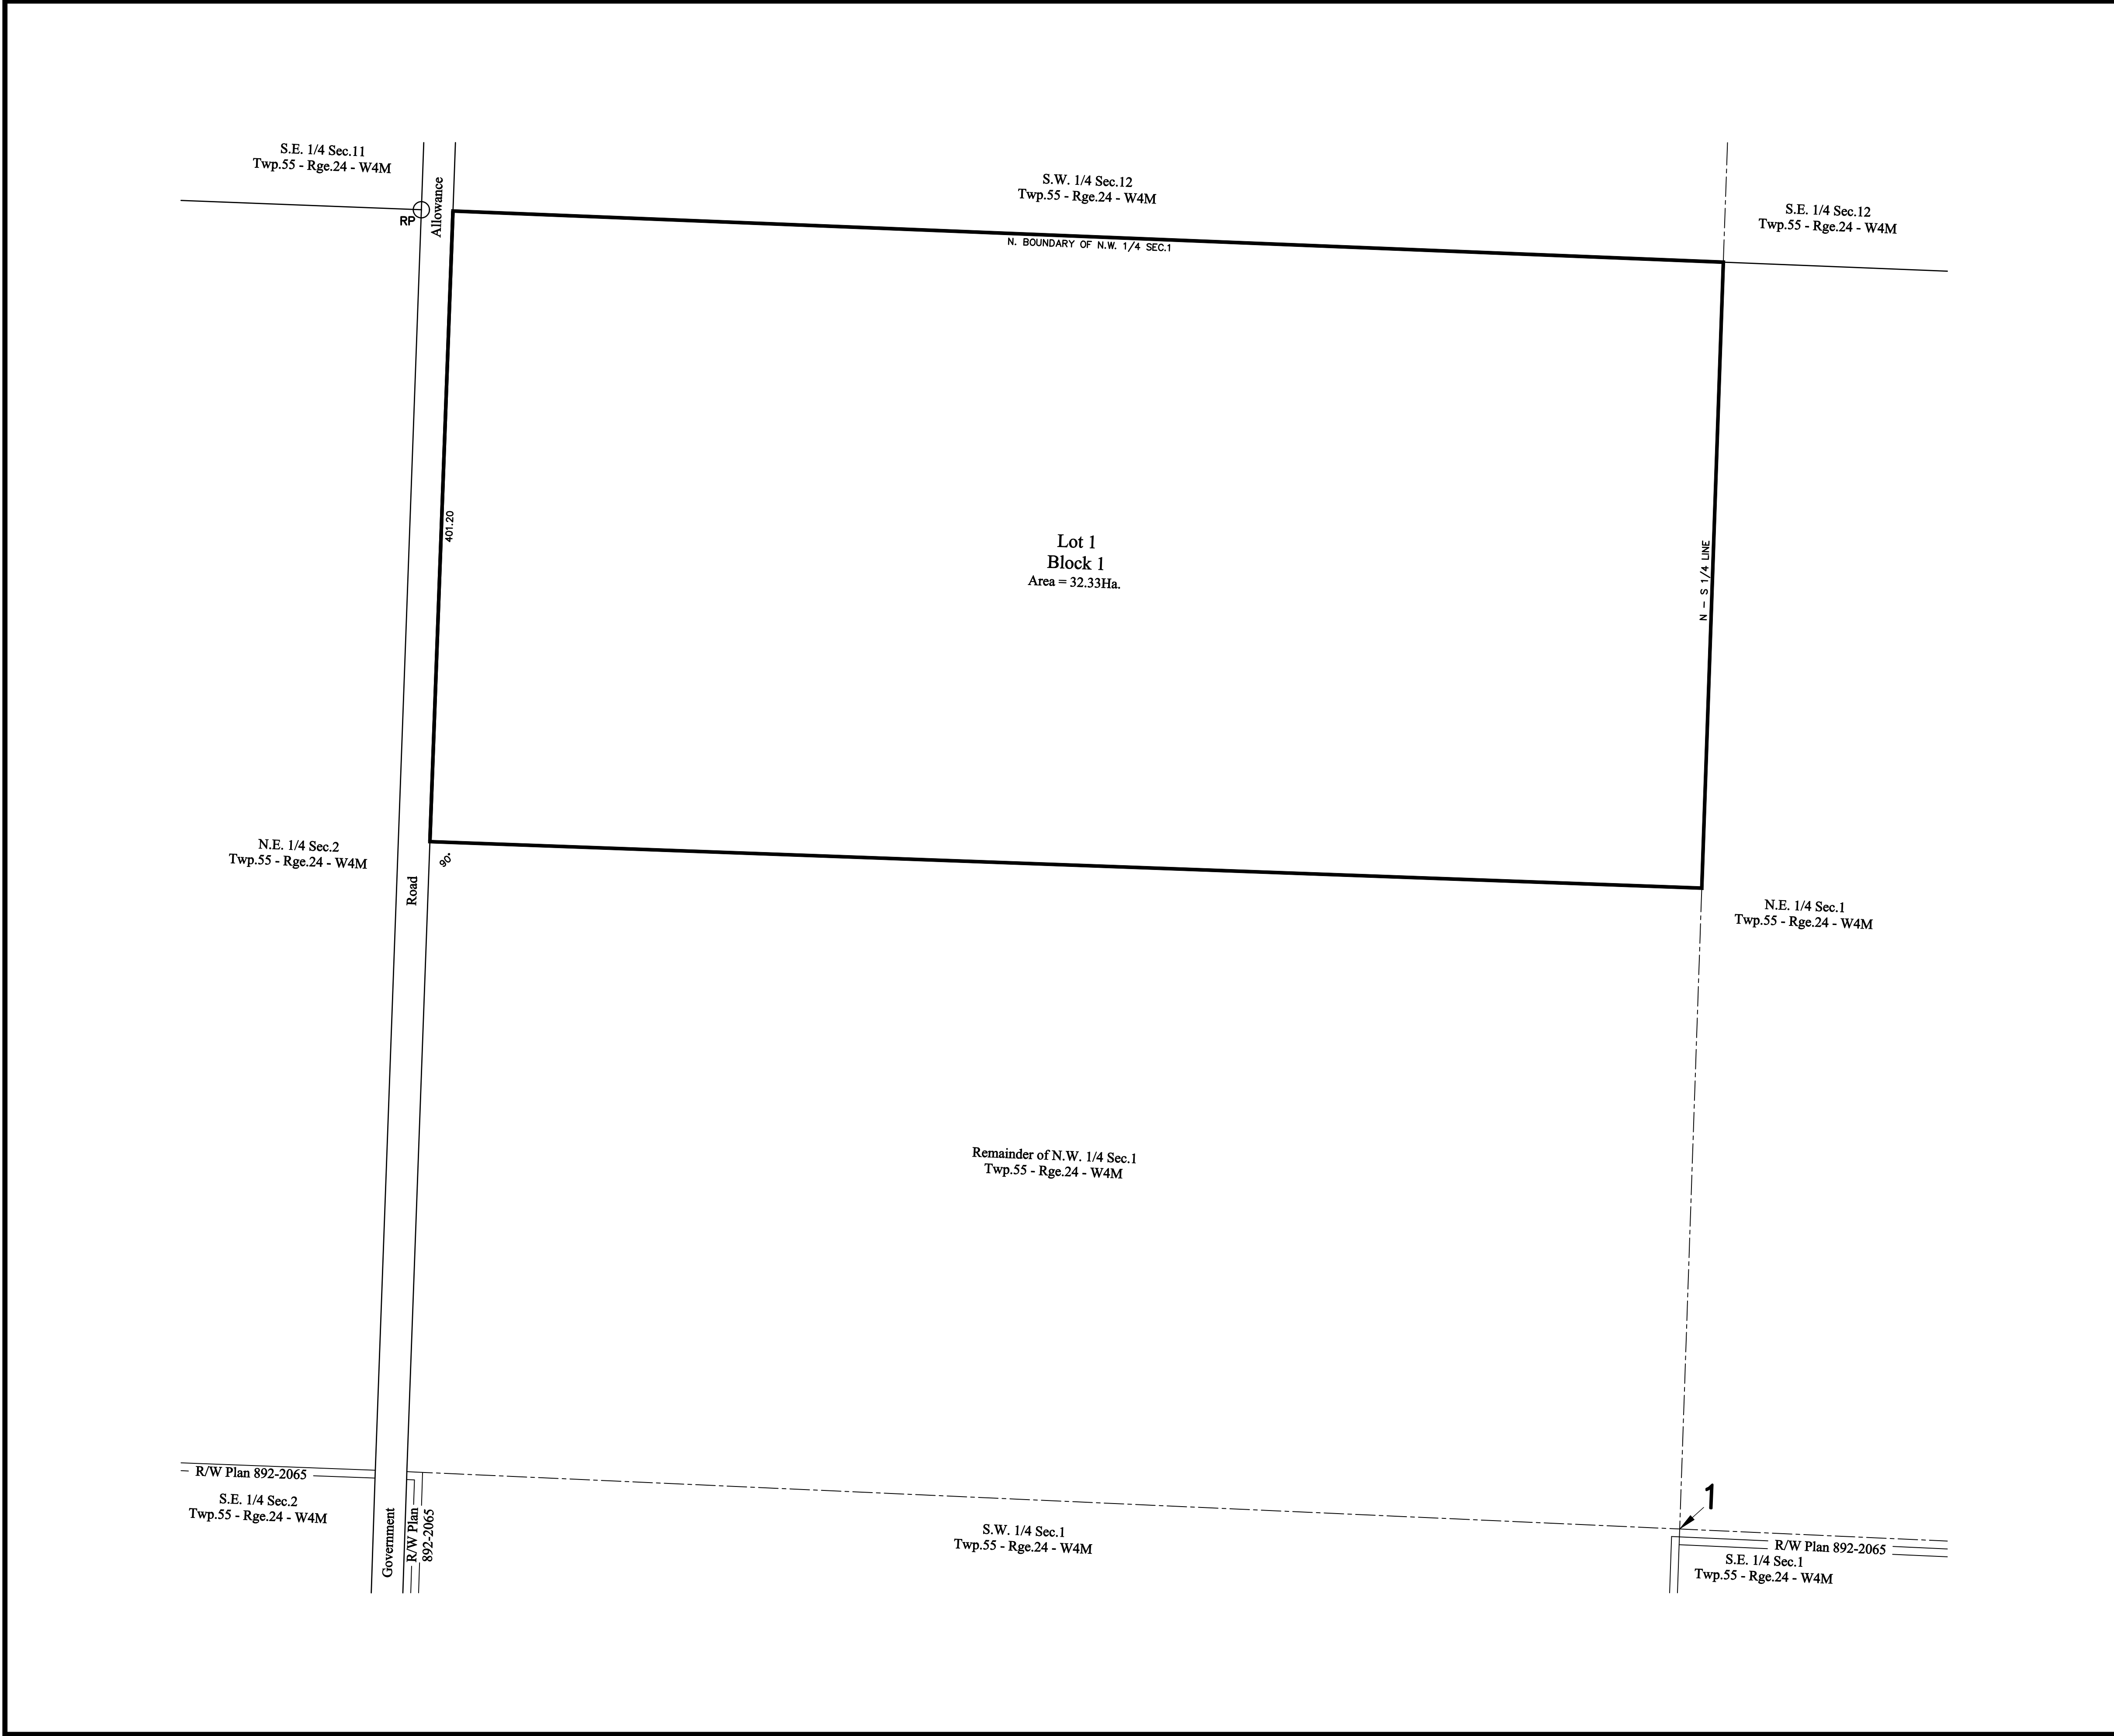 S.E. 1/4 Sec.11
Twp.55 - Rge.24 - W4M
RP
Allowance
S.W. 1/4 Sec.12
Twp.55 - Rge.24 - W4M
S.E. 1/4 Sec.12
Twp.55 - Rge.24 - W4M
N. BOUNDARY OF N.W. 1/4 SEC.1
401.20
Lot 1
Block 1
Area = 32.33Ha.
N - S 1/4 LINE
N.E. 1/4 Sec.2
Twp.55 - Rge.24 - W4M
90°
Road
N.E. 1/4 Sec.1
Twp.55 - Rge.24 - W4M
Remainder of N.W. 1/4 Sec.1
Twp.55 - Rge.24 - W4M
R/W Plan 892-2065
S.E. 1/4 Sec.2
Twp.55 - Rge.24 - W4M
Government
R/W Plan
892-2065
S.W. 1/4 Sec.1
Twp.55 - Rge.24 - W4M
1
R/W Plan 892-2065
S.E. 1/4 Sec.1
Twp.55 - Rge.24 - W4M